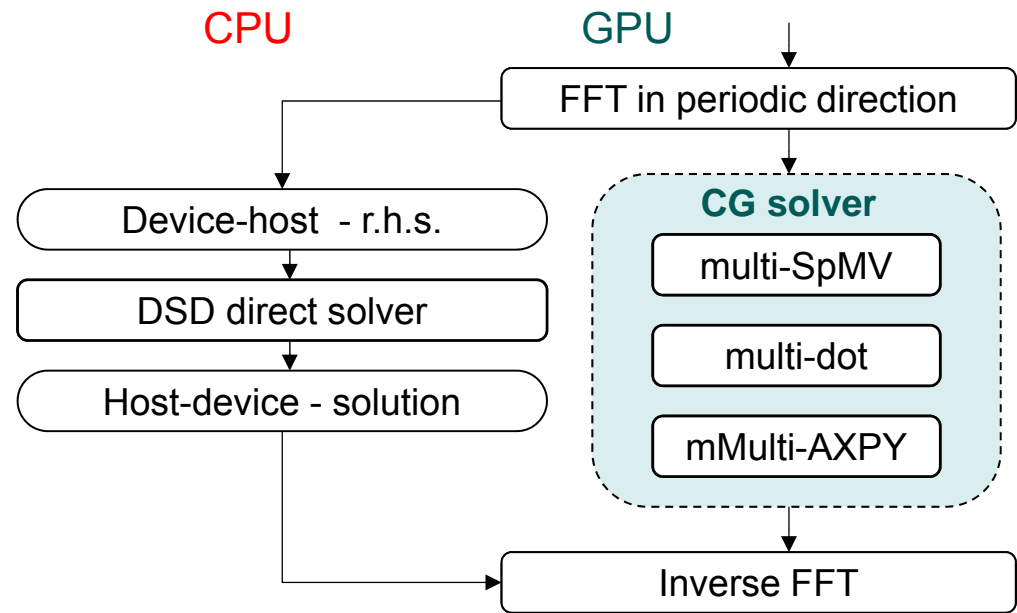 CPU
GPU
FFT in periodic direction
Device-host - r.h.s.
DSD direct solver
Host-device - solution
CG solver
multi-SpMV
multi-dot
mMulti-AXPY
Inverse FFT